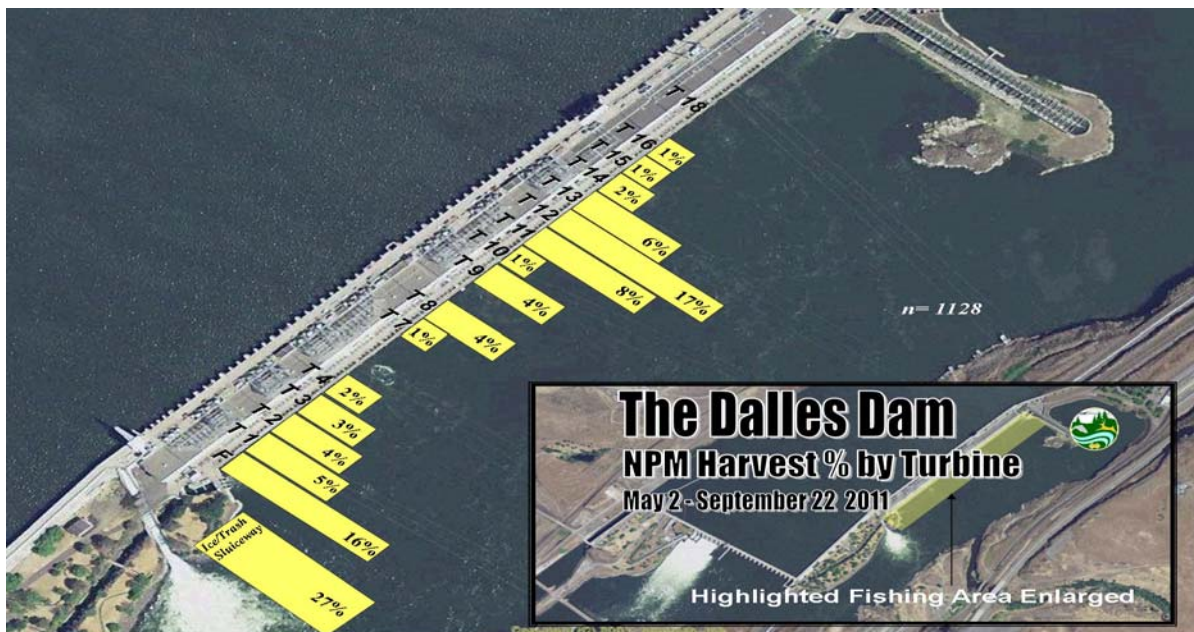 T 18
T 16
1%
T 15
1%
T 14
2%
T 13
6%
T 12
17%
T 11
8%
T 10
1%
T 9
4%
T 8
4%
T 7
1%
T 4
2%
T 3
3%
T 2
4%
T 1
5%
F
16%
Ice/Trash
Sluiceway
27%
n= 1128
The Dalles Dam
NPM Harvest % by Turbine
May 2 - September 22 2011
Highlighted Fishing Area Enlarged